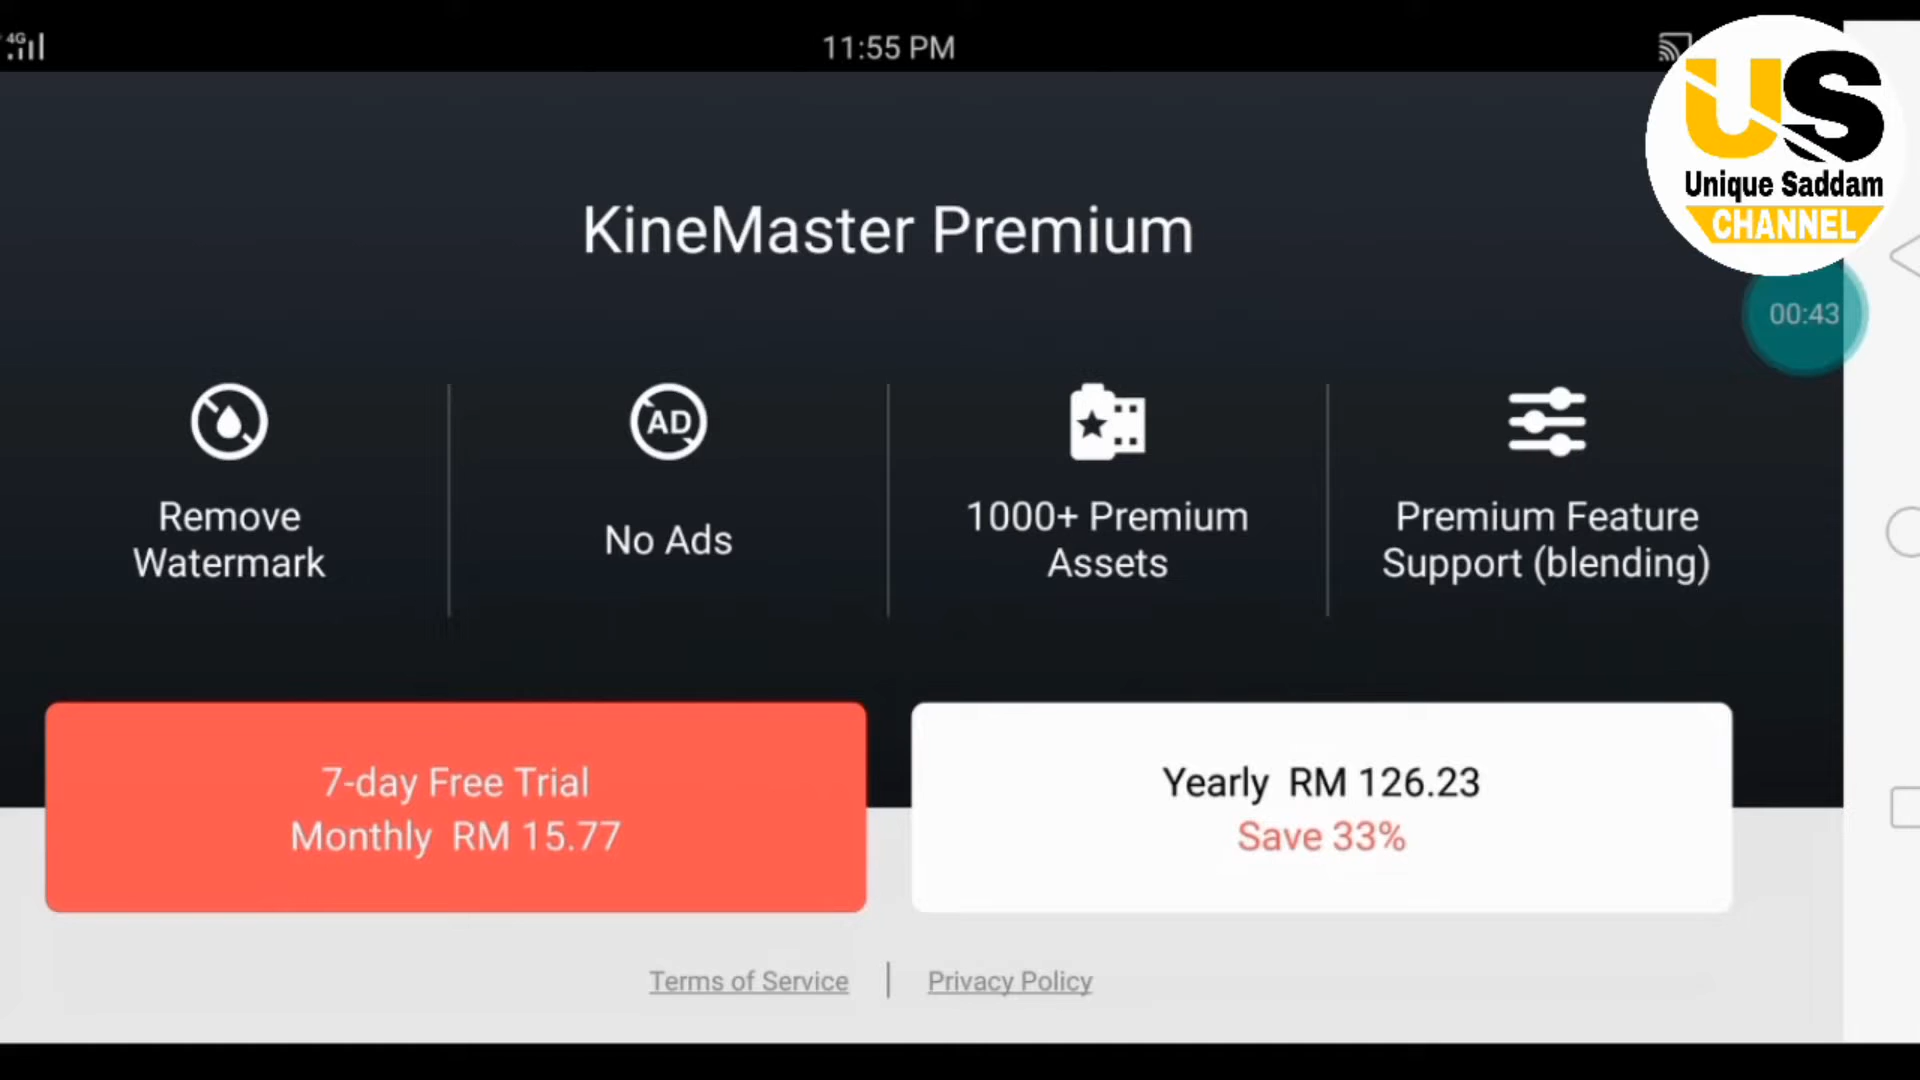 4G
11:55 PM
US
Unique Saddam
CHANNEL
KineMaster Premium
00:43
AD
Remove
Watermark
No Ads
1000+ Premium
Assets
Premium Feature
Support (blending)
7-day Free Trial
Monthly RM 15.77
Yearly RM 126.23
Save 33%
Terms of Service | Privacy Policy